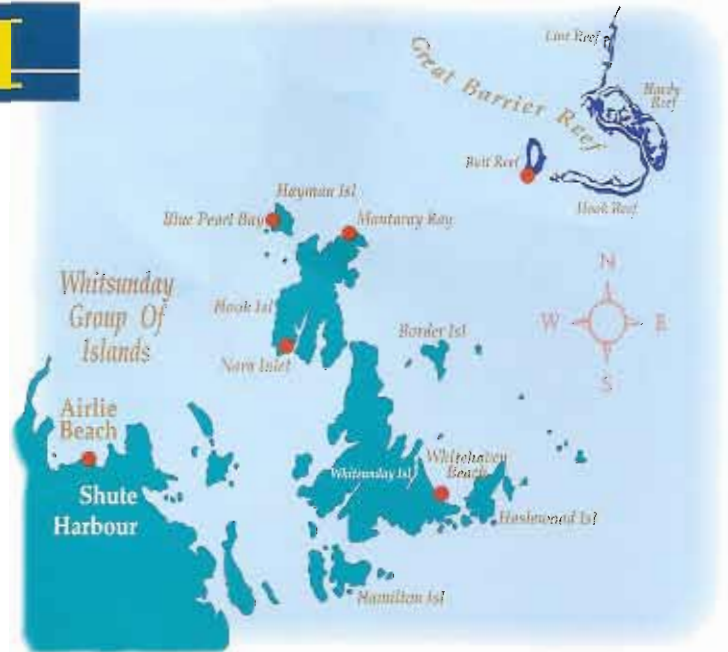 Line Reef
Hardy
Reef
Great Barrier Reef
Bait Reef
Hook Reef
Hayman Isl
Blue Pearl Bay
Mantaray Bay
Whitsunday
Group Of
Islands
N
W E
S
Hook Isl
Border Isl
Nara Inlet
Airlie
Beach
Whitehaven
Beach
Whitsunday Isl
Shute
Harbour
Haslewood Isl
Hamilton Isl